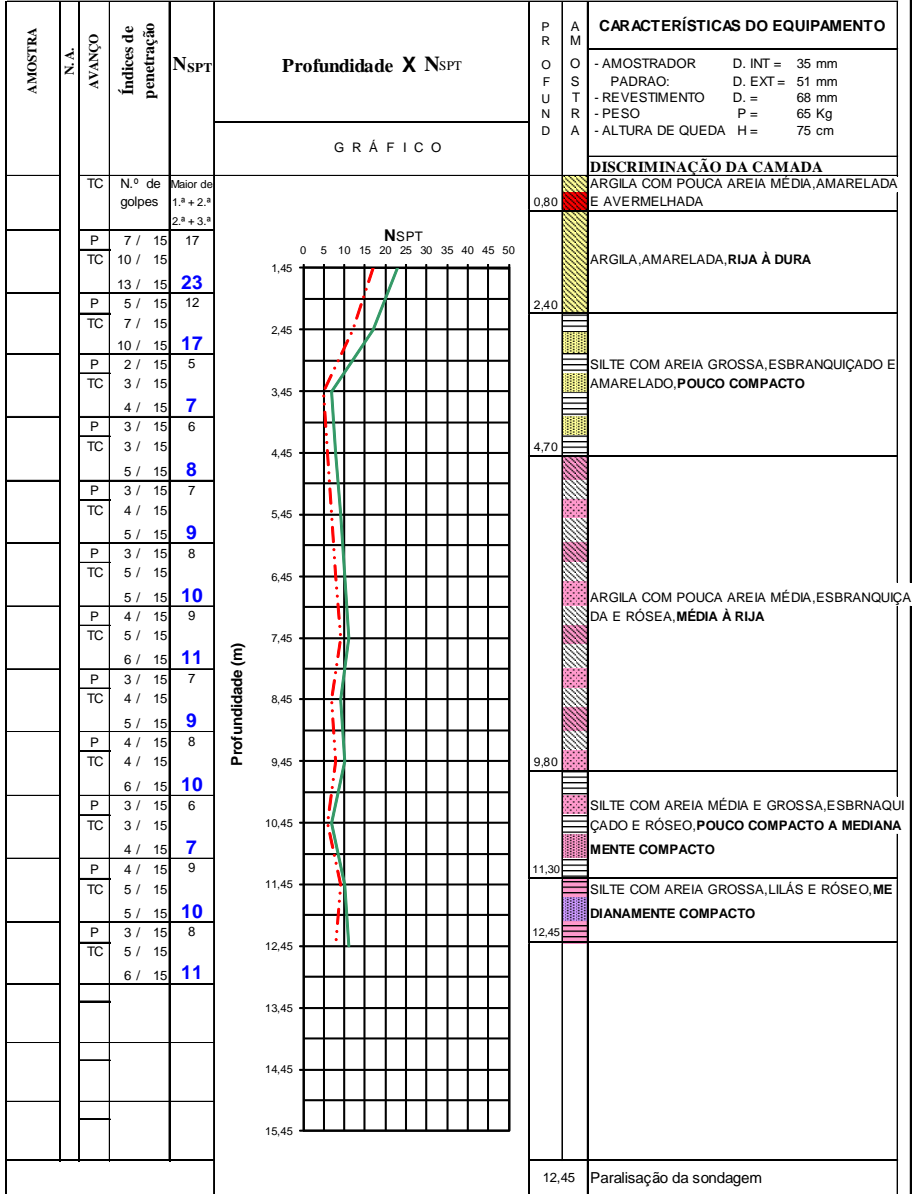 AMOSTRA
N. A.
AVANÇO
Índices de penetração
NSPT
Profundidade X NSPT
GRÁFICO
PROFUND
AMOSTRA
CARACTERÍSTICAS DO EQUIPAMENTO
- AMOSTRADOR D. INT = 35 mm
PADRAO: D. EXT = 51 mm
- REVESTIMENTO D. = 68 mm
- PESO P = 65 Kg
- ALTURA DE QUEDA H = 75 cm
DISCRIMINAÇÃO DA CAMADA
TC N.º de golpes
Maior de
1.ª + 2.ª
2.ª + 3.ª
P 7 / 15 17
TC 10 / 15
13 / 15 23
P 5 / 15 12
TC 7 / 15
10 / 15 17
P 2 / 15 5
TC 3 / 15
4 / 15 7
P 3 / 15 6
TC 3 / 15
5 / 15 8
P 3 / 15 7
TC 4 / 15
5 / 15 9
P 3 / 15 8
TC 5 / 15
5 / 15 10
P 4 / 15 9
TC 5 / 15
6 / 15 11
P 3 / 15 7
TC 4 / 15
5 / 15 9
P 4 / 15 8
TC 4 / 15
6 / 15 10
P 3 / 15 6
TC 3 / 15
4 / 15 7
P 4 / 15 9
TC 5 / 15
5 / 15 10
P 3 / 15 8
TC 5 / 15
6 / 15 11
NSPT
0 5 10 15 20 25 30 35 40 45 50
Profundidade (m)
1,45
2,45
3,45
4,45
5,45
6,45
7,45
8,45
9,45
10,45
11,45
12,45
13,45
14,45
15,45
0,80
ARGILA COM POUCA AREIA MÉDIA,AMARELADA
E AVERMELHADA
2,40
ARGILA,AMARELADA,RIJA À DURA
4,70
SILTE COM AREIA GROSSA,ESBRANQUIÇADO E
AMARELADO,POUCO COMPACTO
9,80
ARGILA COM POUCA AREIA MÉDIA,ESBRANQUIÇA
DA E RÓSEA,MÉDIA À RIJA
11,30
SILTE COM AREIA MÉDIA E GROSSA,ESBRNAQUI
ÇADO E RÓSEO,POUCO COMPACTO A MEDIANA
MENTE COMPACTO
12,45
SILTE COM AREIA GROSSA,LILÁS E RÓSEO,ME
DIANAMENTE COMPACTO
12,45 Paralisação da sondagem